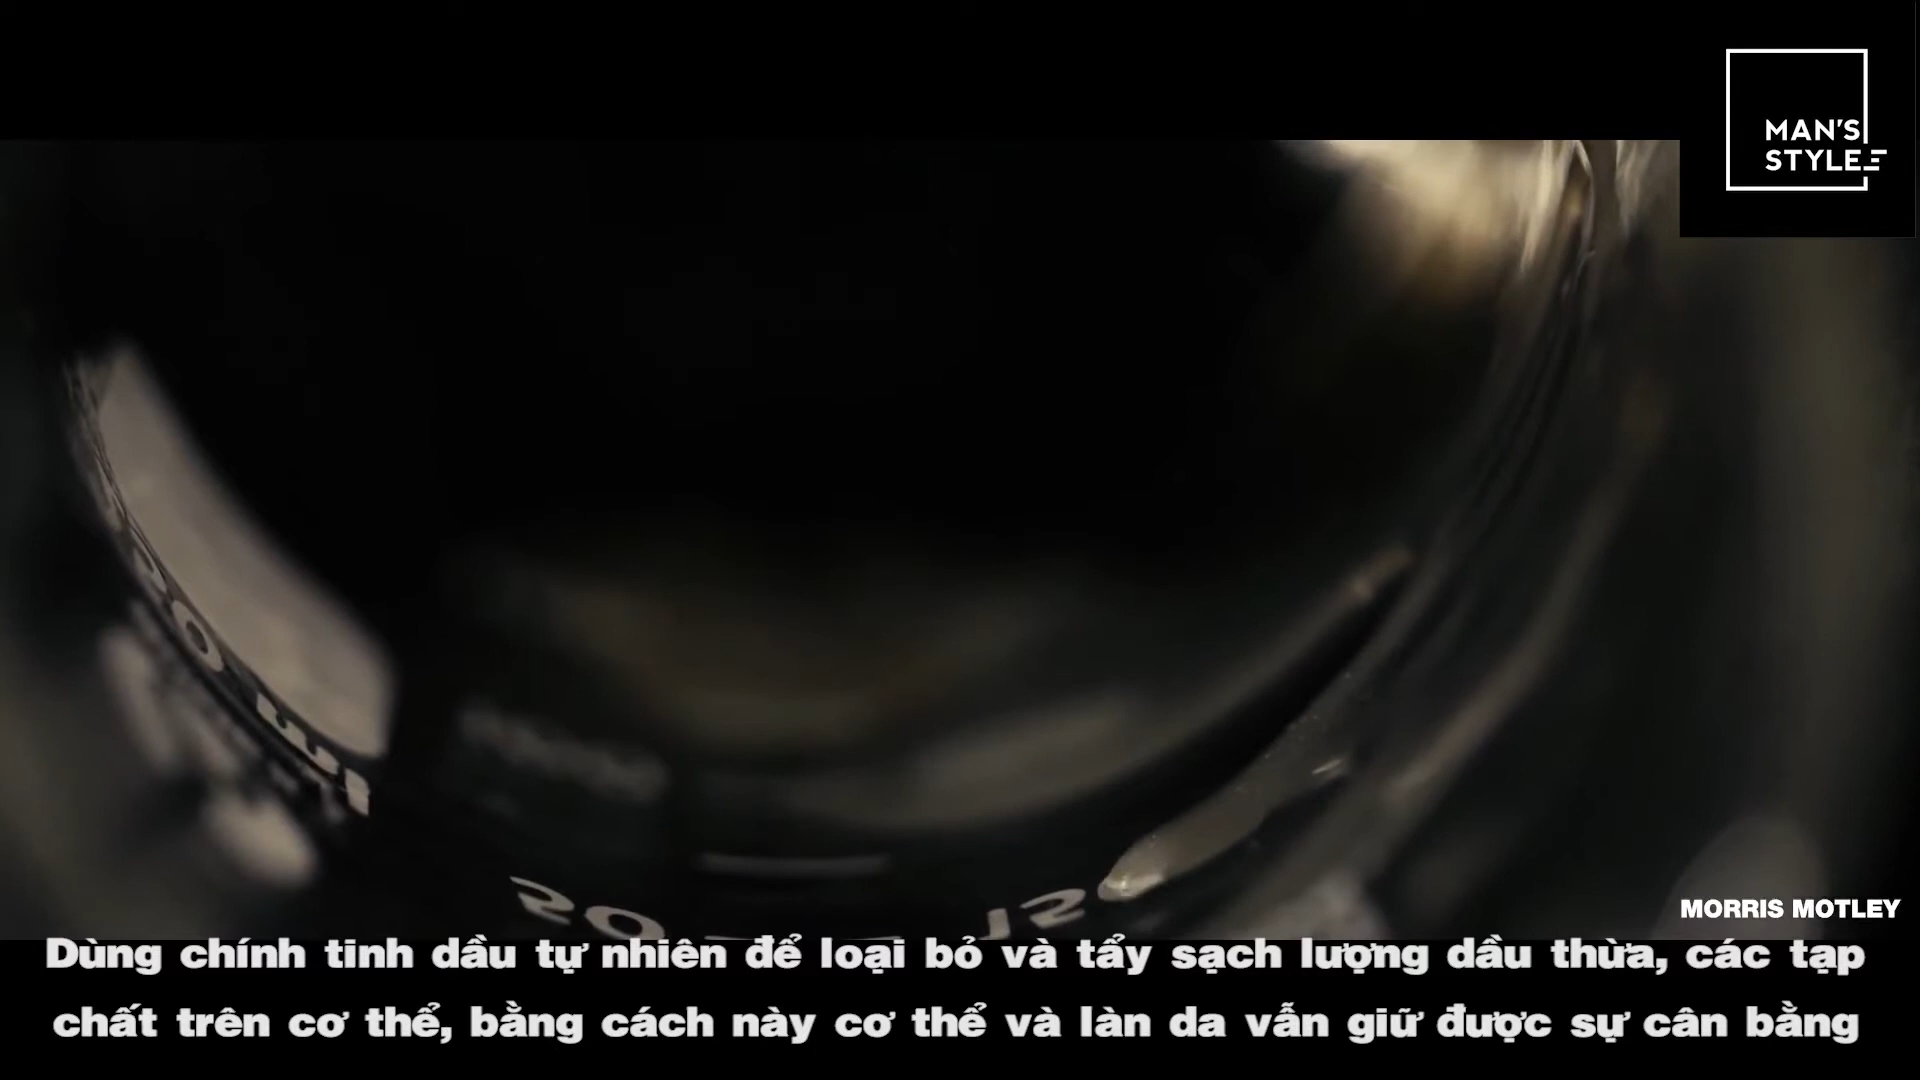 MAN'S
STYLE
MORRIS MOTLEY
Dùng chính tinh dầu tự nhiên để loại bỏ và tẩy sạch lượng dầu thừa, các tạp
chất trên cơ thể, bằng cách này cơ thể và làn da vẫn giữ được sự cân bằng